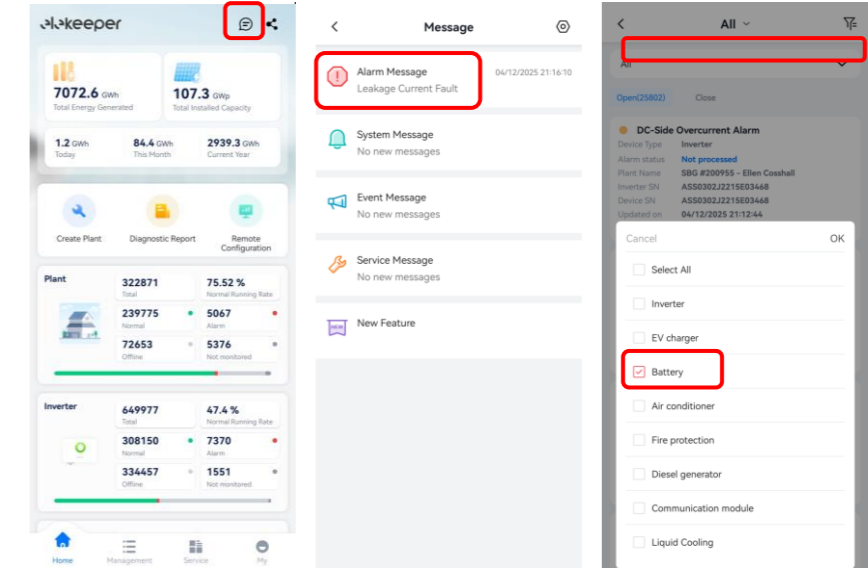 elekeeper
7072.6 GWh
Total Energy Generated
107.3 GWp
Total Installed Capacity
1.2 GWh
Today
84.4 GWh
This Month
2939.3 GWh
Current Year
Create Plant
Diagnostic Report
Remote
Configuration
Plant
322871
Total
75.52 %
Normal Running Rate
239775
Normal
5067
Alarm
72653
Offline
5376
Not monitored
Inverter
649977
Total
47.4 %
Normal Running Rate
308150
Normal
7370
Alarm
334457
Offline
1551
Not monitored
Home
Management
Service
My
Message
Alarm Message
04/12/2025 21:16:10
Leakage Current Fault
System Message
No new messages
Event Message
No new messages
Service Message
No new messages
NEW
New Feature
All
All
Open(25802)
Close
DC-Side Overcurrent Alarm
Device Type Inverter
Alarm status Not processed
Plant Name SBG #200955 - Ellen Cosshall
Inverter SN ASS0302J2215E03468
Device SN ASS0302J2215E03468
Updated on 04/12/2025 21:12:44
Cancel
OK
Select All
Inverter
EV charger
Battery
Air conditioner
Fire protection
Diesel generator
Communication module
Liquid Cooling